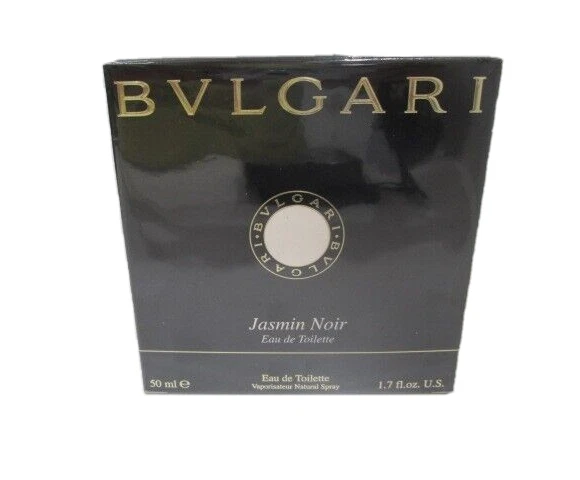 BVLGARI
BVLGARI • BVLGARI •
Jasmin Noir
Eau de Toilette
50 ml ℮
Eau de Toilette
Vaporisateur Natural Spray
1.7 fl.oz. U.S.